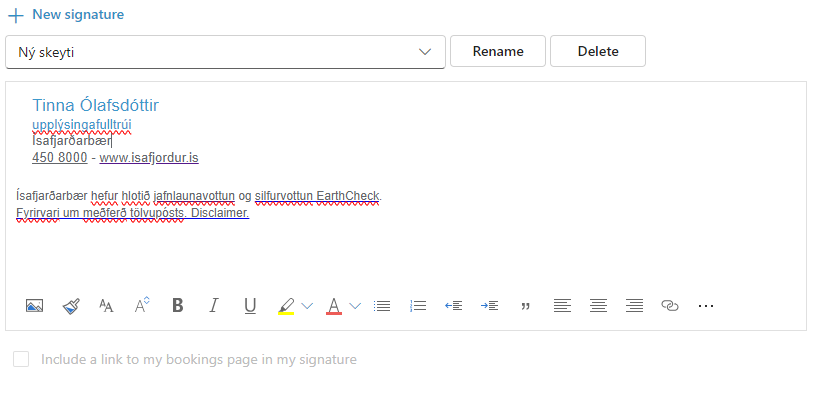 New signature
Ný skeyti
Rename
Delete
Tinna Ólafsdóttir
upplýsingafulltrúi
Ísafjarðarbær
450 8000 - www.isafjordur.is
Ísafjarðarbær hefur hlotið jafnlaunavottun og silfurvottun EarthCheck.
Fyrirvari um meðferð tölvupósts. Disclaimer.
Include a link to my bookings page in my signature